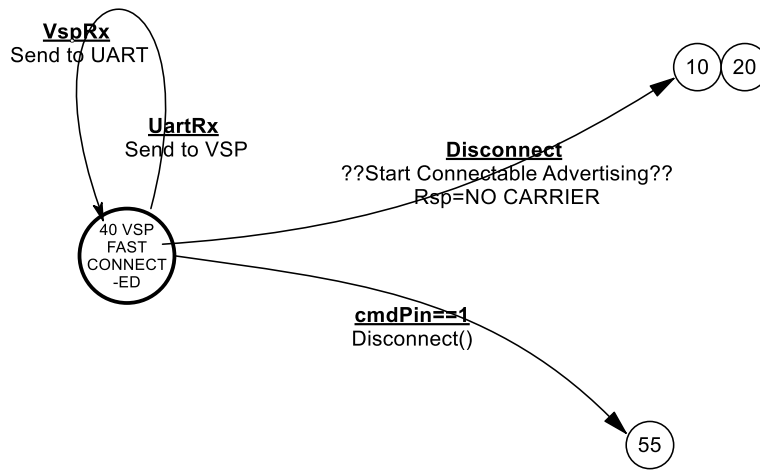 VspRx
Send to UART
UartRx
Send to VSP
10 20
Disconnect
??Start Connectable Advertising??
Rsp=NO CARRIER
40 VSP
FAST
CONNECT
-ED
cmdPin==1
Disconnect()
55